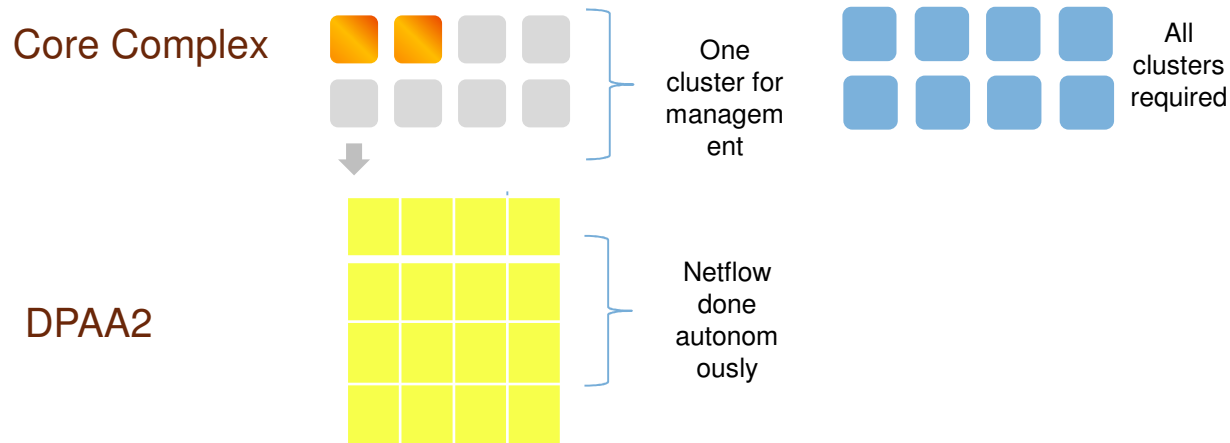 Core Complex
One
cluster for
managem
ent
All
clusters
required
DPAA2
Netflow
done
autonom
ously